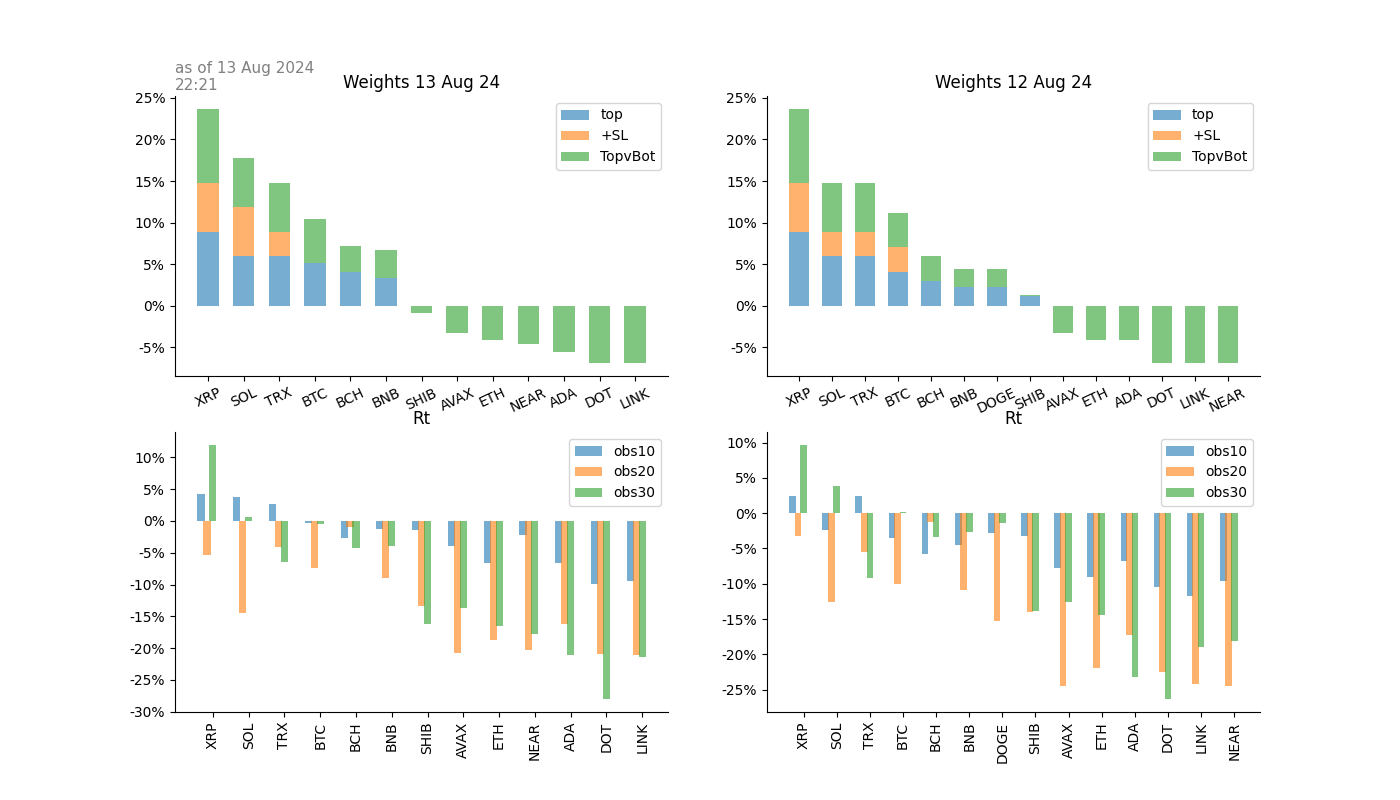 as of 13 Aug 2024
22:21
Weights 13 Aug 24
25%
20%
15%
10%
5%
0%
-5%
top
+SL
TopvBot
XRP SOL TRX BTC BCH BNB SHIB AVAX ETH NEAR ADA DOT LINK
Weights 12 Aug 24
25%
20%
15%
10%
5%
0%
-5%
top
+SL
TopvBot
XRP SOL TRX BTC BCH BNB DOGE SHIB AVAX ETH ADA DOT LINK NEAR
Rt
10%
5%
0%
-5%
-10%
-15%
-20%
-25%
-30%
obs10
obs20
obs30
XRP SOL TRX BTC BCH BNB SHIB AVAX ETH NEAR ADA DOT LINK
Rt
10%
5%
0%
-5%
-10%
-15%
-20%
-25%
obs10
obs20
obs30
XRP SOL TRX BTC BCH BNB DOGE SHIB AVAX ETH ADA DOT LINK NEAR